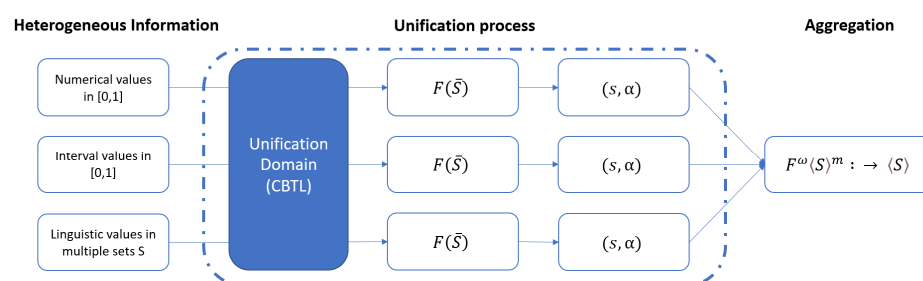 Heterogeneous Information
Unification process
Aggregation
Numerical values
in [0,1]
Interval values in
[0,1]
Linguistic values in
multiple sets S
Unification
Domain
(CBTL)
F(S̄)
(s, α)
F(S̄)
(s, α)
F(S̄)
(s, α)
F^ω⟨S⟩^m : → ⟨S⟩